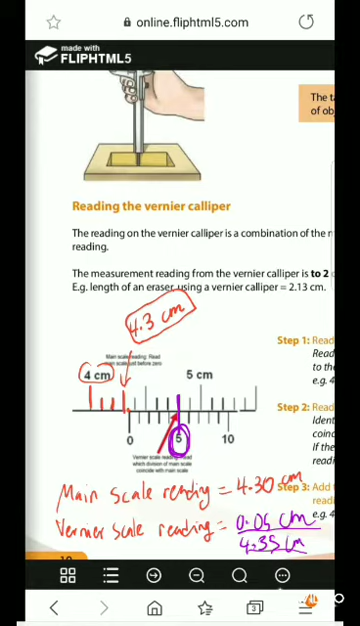 online.fliphtml5.com
made with
FLIPHTML5
The t
of ob
Reading the vernier calliper
The reading on the vernier calliper is a combination of the m
reading.
The measurement reading from the vernier calliper is to 2
E.g. length of an eraser using a vernier calliper = 2.13 cm.
4.3 cm
Main scale reading: Read
main scale just before zero
4 cm
5 cm
0
5
10
Vernier scale reading: Read
which division of main scale
coincide with main scale
Step 1: Read
Read
to the
e.g. 4
Step 2: Read
Ident
coinc
If the
readi
Step 3: Add
readi
e.g. 4
Main scale reading = 4.30 cm
Vernier scale reading = 0.05 cm
4.35 cm
3